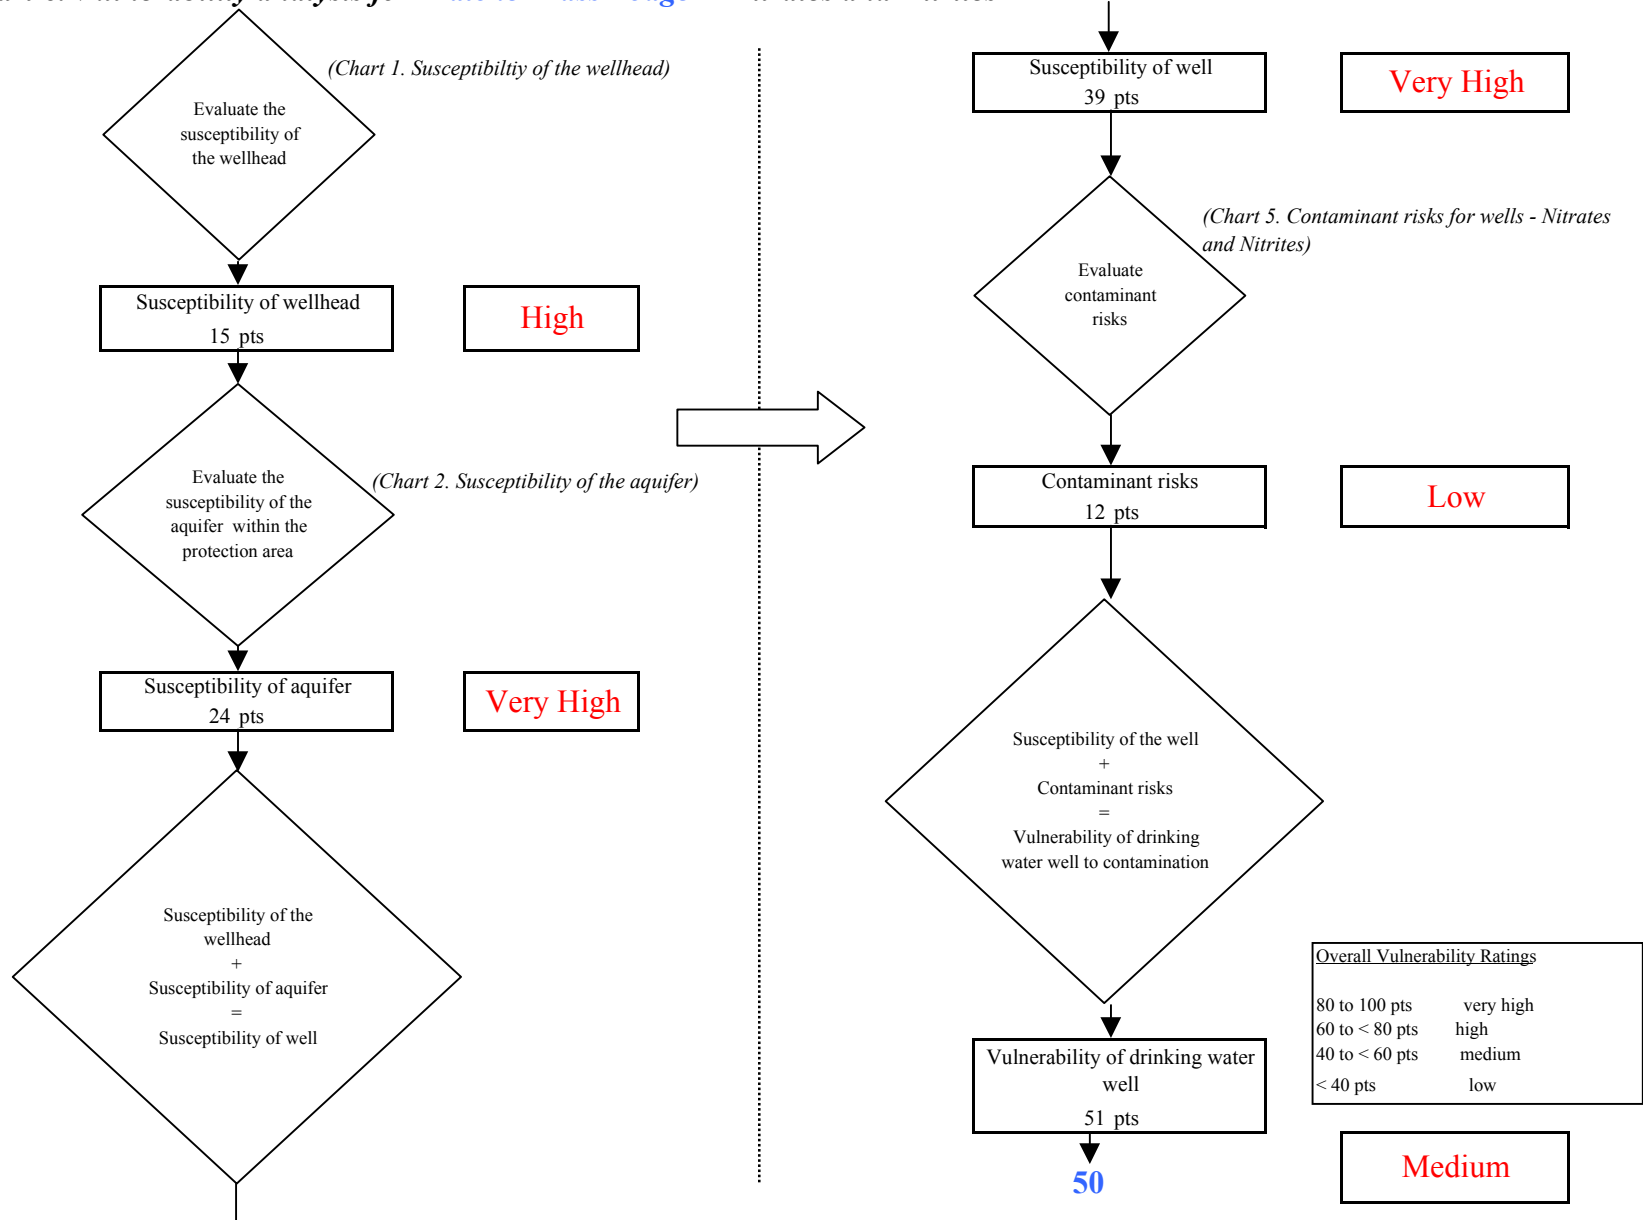 (Chart 1. Susceptibiltiy of the wellhead)
Evaluate the
susceptibility of
the wellhead
Susceptibility of wellhead
15 pts
High
Evaluate the
susceptibility of the
aquifer within the
protection area
(Chart 2. Susceptibility of the aquifer)
Susceptibility of aquifer
24 pts
Very High
Susceptibility of the
wellhead
+
Susceptibility of aquifer
=
Susceptibility of well
Susceptibility of well
39 pts
Very High
(Chart 5. Contaminant risks for wells - Nitrates
and Nitrites)
Evaluate
contaminant
risks
Contaminant risks
12 pts
Low
Susceptibility of the well
+
Contaminant risks
=
Vulnerability of drinking
water well to contamination
Vulnerability of drinking water
well
51 pts
50
Overall Vulnerability Ratings
80 to 100 pts very high
60 to < 80 pts high
40 to < 60 pts medium
< 40 pts low
Medium